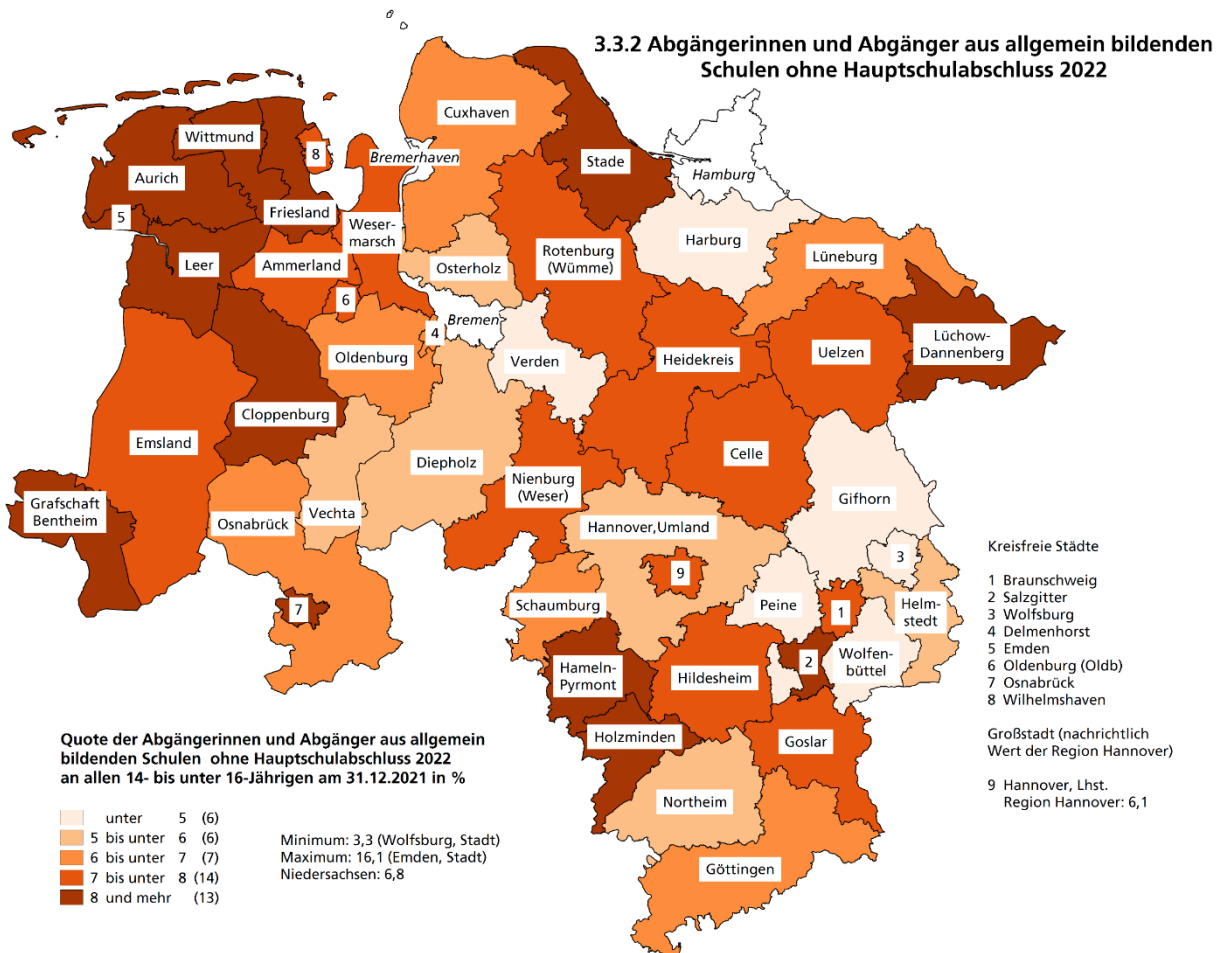 3.3.2 Abgängerinnen und Abgänger aus allgemein bildenden
Schulen ohne Hauptschulabschluss 2022
Cuxhaven
Wittmund
8
Bremerhaven
Stade
Hamburg
Aurich
5
Friesland
Weser-
marsch
Harburg
Rotenburg
(Wümme)
Lüneburg
Leer
Ammerland
Osterholz
6
Bremen
4
Oldenburg
Verden
Heidekreis
Uelzen
Lüchow-
Dannenberg
Cloppenburg
Emsland
Diepholz
Celle
Gifhorn
Nienburg
(Weser)
Grafschaft
Bentheim
Osnabrück
Vechta
Hannover,Umland
3
9
7
Schaumburg
Peine
1
Helm-
stedt
2
Wolfen-
büttel
Hameln-
Pyrmont
Hildesheim
Holzminden
Goslar
Northeim
Göttingen
Kreisfreie Städte
1 Braunschweig
2 Salzgitter
3 Wolfsburg
4 Delmenhorst
5 Emden
6 Oldenburg (Oldb)
7 Osnabrück
8 Wilhelmshaven
Großstadt (nachrichtlich
Wert der Region Hannover)
9 Hannover, Lhst.
Region Hannover: 6,1
Quote der Abgängerinnen und Abgänger aus allgemein
bildenden Schulen ohne Hauptschulabschluss 2022
an allen 14- bis unter 16-Jährigen am 31.12.2021 in %
unter 5 (6)
5 bis unter 6 (6)
6 bis unter 7 (7)
7 bis unter 8 (14)
8 und mehr (13)
Minimum: 3,3 (Wolfsburg, Stadt)
Maximum: 16,1 (Emden, Stadt)
Niedersachsen: 6,8